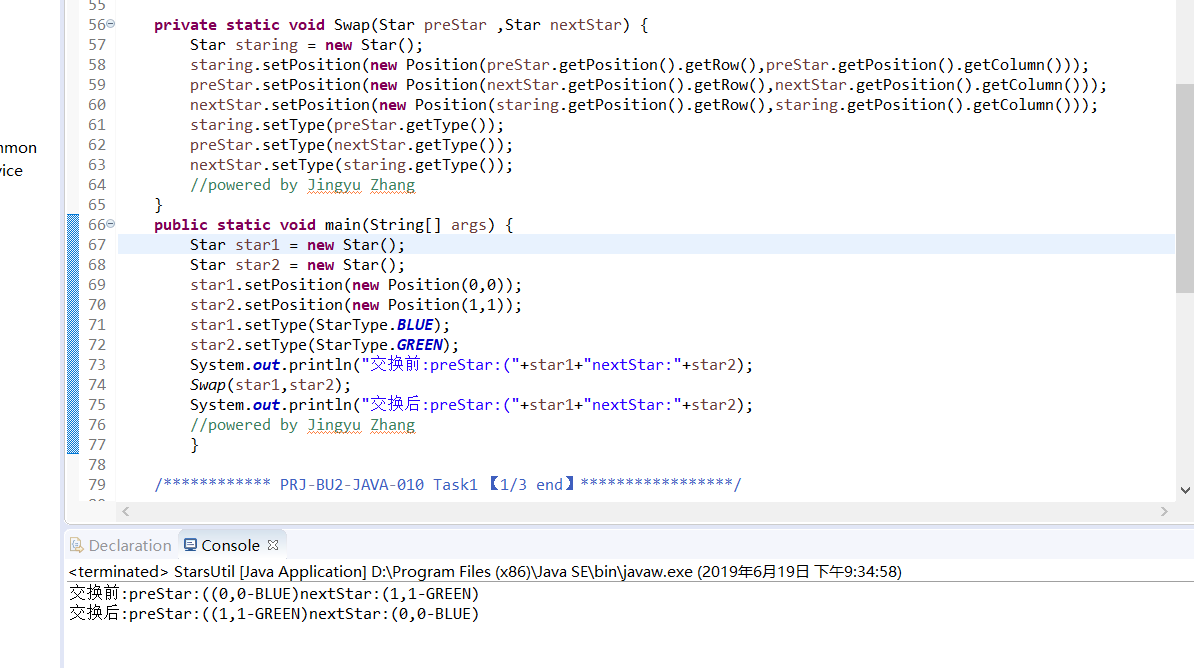 55
56 private static void Swap(Star preStar ,Star nextStar) {
57 Star staring = new Star();
58 staring.setPosition(new Position(preStar.getPosition().getRow(),preStar.getPosition().getColumn()));
59 preStar.setPosition(new Position(nextStar.getPosition().getRow(),nextStar.getPosition().getColumn()));
60 nextStar.setPosition(new Position(staring.getPosition().getRow(),staring.getPosition().getColumn()));
61 staring.setType(preStar.getType());
62 preStar.setType(nextStar.getType());
63 nextStar.setType(staring.getType());
64 //powered by Jingyu Zhang
65 }
66 public static void main(String[] args) {
67 Star star1 = new Star();
68 Star star2 = new Star();
69 star1.setPosition(new Position(0,0));
70 star2.setPosition(new Position(1,1));
71 star1.setType(StarType.BLUE);
72 star2.setType(StarType.GREEN);
73 System.out.println("交换前:preStar:("+star1+"nextStar:"+star2);
74 Swap(star1,star2);
75 System.out.println("交换后:preStar:("+star1+"nextStar:"+star2);
76 //powered by Jingyu Zhang
77 }
78
79 /************ PRJ-BU2-JAVA-010 Task1 【1/3 end】*****************/
Declaration Console
<terminated> StarsUtil [Java Application] D:\Program Files (x86)\Java SE\bin\javaw.exe (2019年6月19日 下午9:34:58)
交换前:preStar:((0,0-BLUE)nextStar:(1,1-GREEN)
交换后:preStar:((1,1-GREEN)nextStar:(0,0-BLUE)